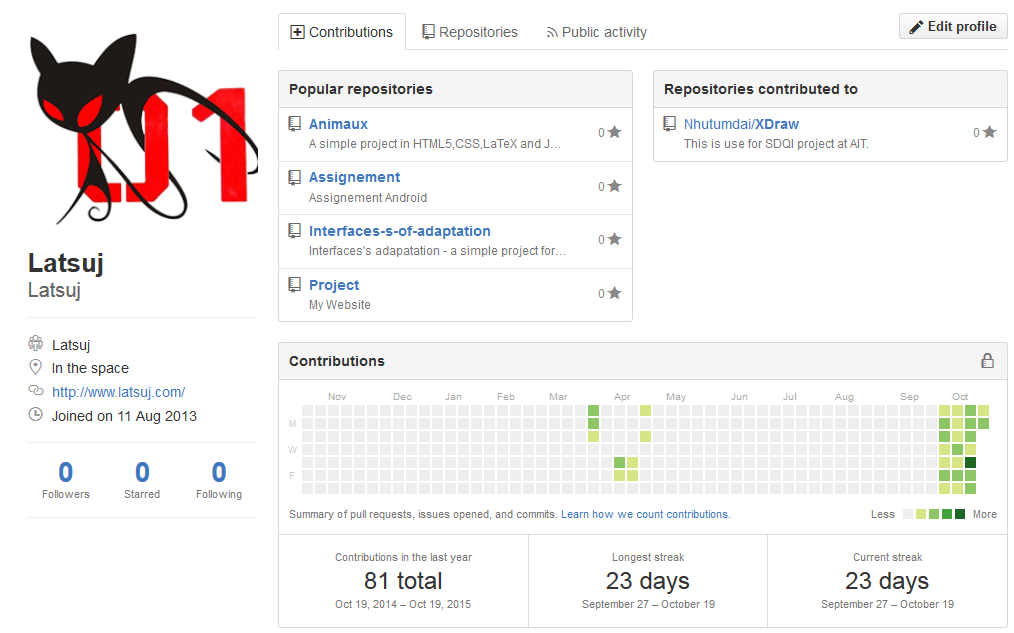 Contributions
Repositories
Public activity
Edit profile
Latsuj
Latsuj
Latsuj
In the space
http://www.latsuj.com/
Joined on 11 Aug 2013
0
Followers
0
Starred
0
Following
Popular repositories
Animaux
A simple project in HTML5,CSS,LaTeX and J…
0
Assignement
Assignement Android
0
Interfaces-s-of-adaptation
Interfaces's adapatation - a simple project for…
0
Project
My Website
0
Repositories contributed to
Nhutumdai/XDraw
This is use for SDQI project at AIT.
0
Contributions
Nov Dec Jan Feb Mar Apr May Jun Jul Aug Sep Oct
M
W
F
Summary of pull requests, issues opened, and commits. Learn how we count contributions.
Less More
Contributions in the last year
81 total
Oct 19, 2014 – Oct 19, 2015
Longest streak
23 days
September 27 – October 19
Current streak
23 days
September 27 – October 19